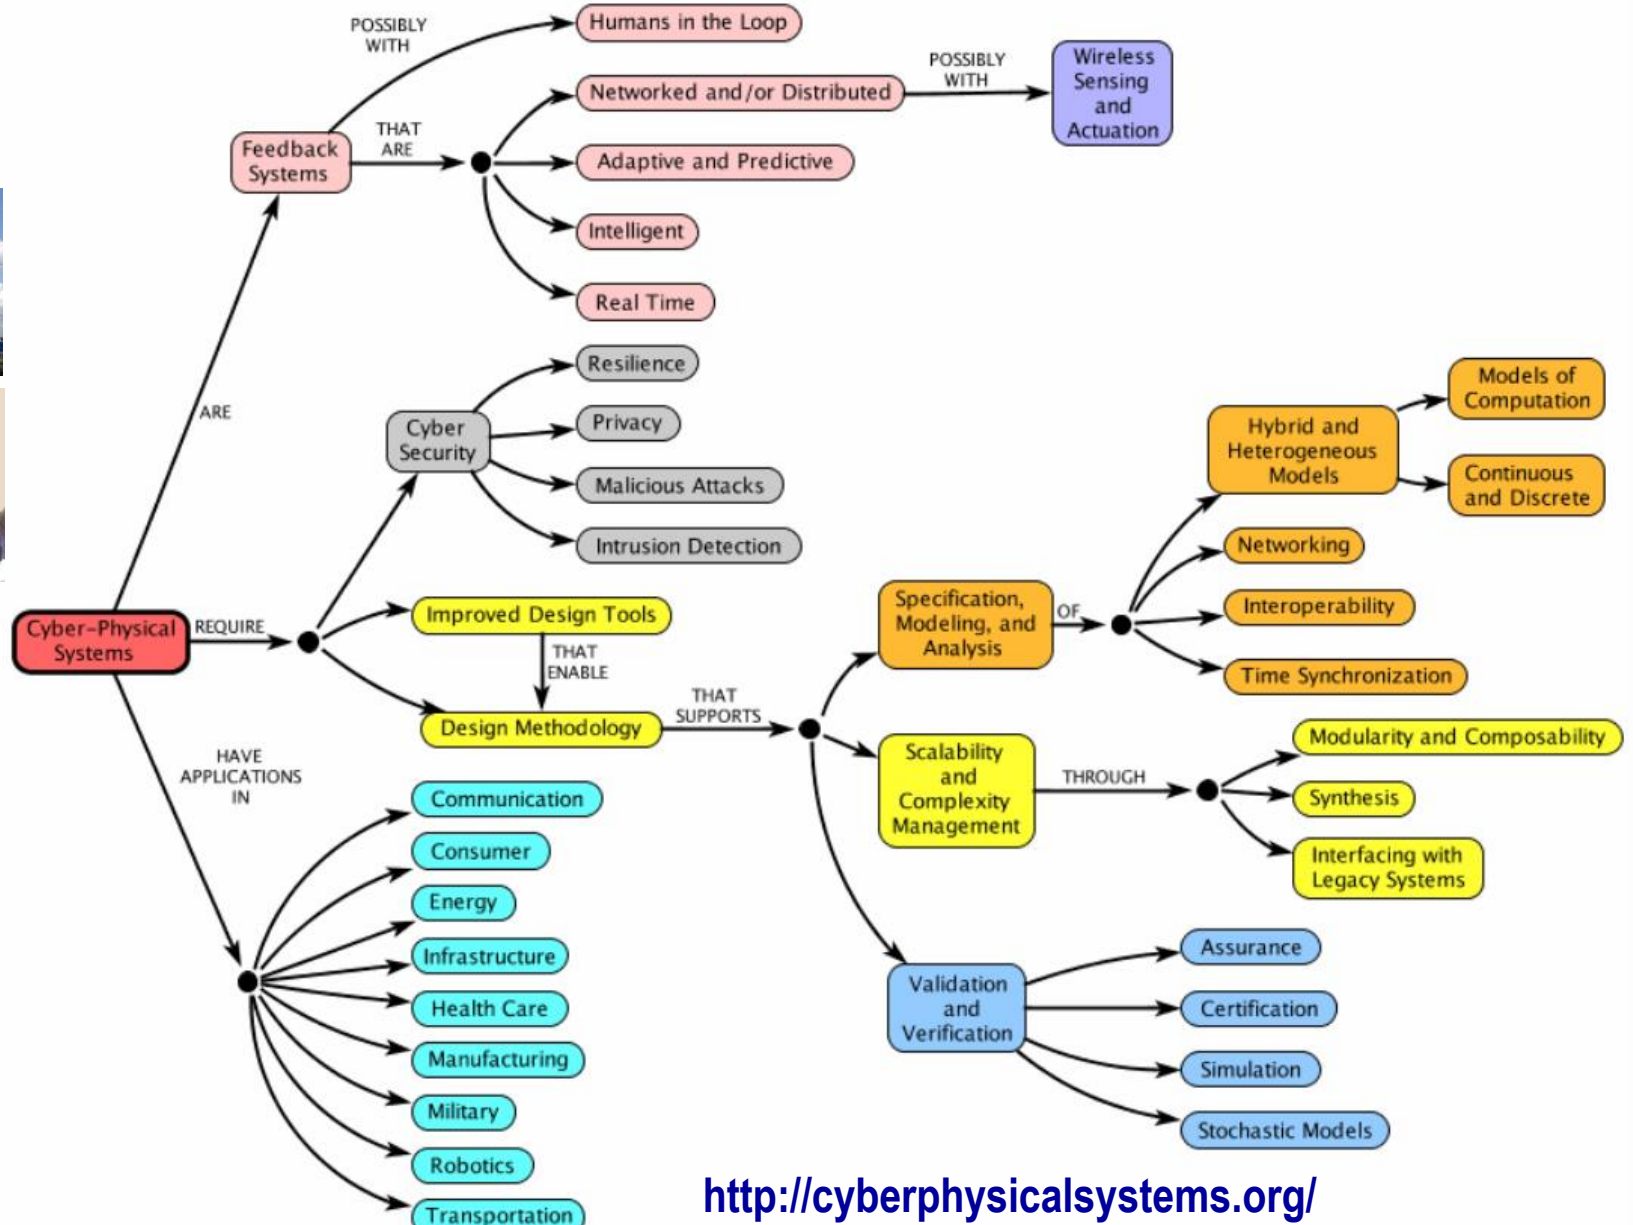 POSSIBLY
WITH
Humans in the Loop
Networked and/or Distributed
POSSIBLY
WITH
Wireless
Sensing
and
Actuation
Feedback
Systems
THAT
ARE
Adaptive and Predictive
Intelligent
Real Time
ARE
Cyber
Security
Resilience
Privacy
Malicious Attacks
Intrusion Detection
Cyber-Physical
Systems
REQUIRE
Improved Design Tools
THAT
ENABLE
Design Methodology
THAT
SUPPORTS
Specification,
Modeling, and
Analysis
OF
Hybrid and
Heterogeneous
Models
Models of
Computation
Continuous
and Discrete
Networking
Interoperability
Time Synchronization
Scalability
and
Complexity
Management
THROUGH
Modularity and Composability
Synthesis
Interfacing with
Legacy Systems
Validation
and
Verification
Assurance
Certification
Simulation
Stochastic Models
HAVE
APPLICATIONS
IN
Communication
Consumer
Energy
Infrastructure
Health Care
Manufacturing
Military
Robotics
Transportation
http://cyberphysicalsystems.org/